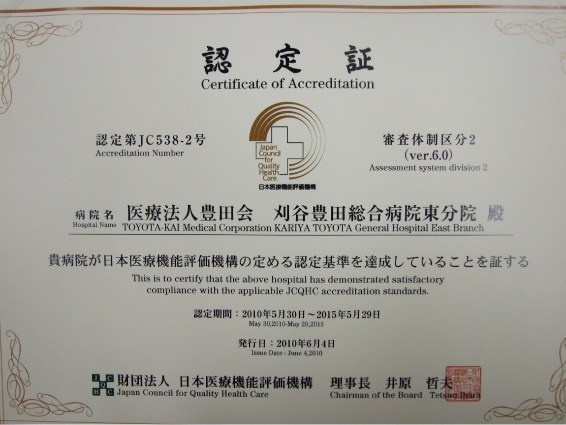 認定証
Certificate of Accreditation
認定第JC538-2号
Accreditation Number
Japan
Council
for
Quality
Health
Care
日本医療機能評価機構
審査体制区分2
(ver.6.0)
Assessment system division 2
病院名 医療法人豊田会 刈谷豊田総合病院東分院 殿
Hospital Name TOYOTA-KAI Medical Corporation KARIYA TOYOTA General Hospital East Branch
貴病院が日本医療機能評価機構の定める認定基準を達成していることを証する
This is to certify that the above hospital has demonstrated satisfactory
compliance with the applicable JCQHC accreditation standards.
認定期間：2010年5月30日～2015年5月29日
May 30,2010-May 29,2015
発行日：2010年6月4日
Issue Date : June 4,2010
財団法人 日本医療機能評価機構 理事長 井原 哲夫
Japan Council for Quality Health Care Chairman of the Board Tetsuo Ihara